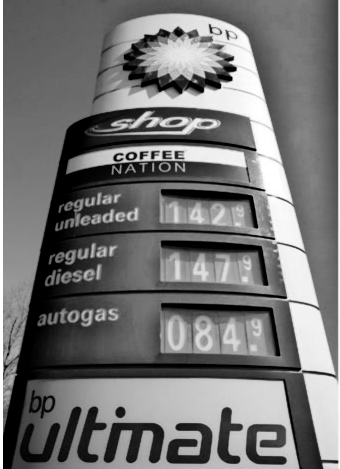 bp
shop
COFFEE
NATION
regular
unleaded
142.9
regular
diesel
147.9
autogas
084.9
bp
ultimate